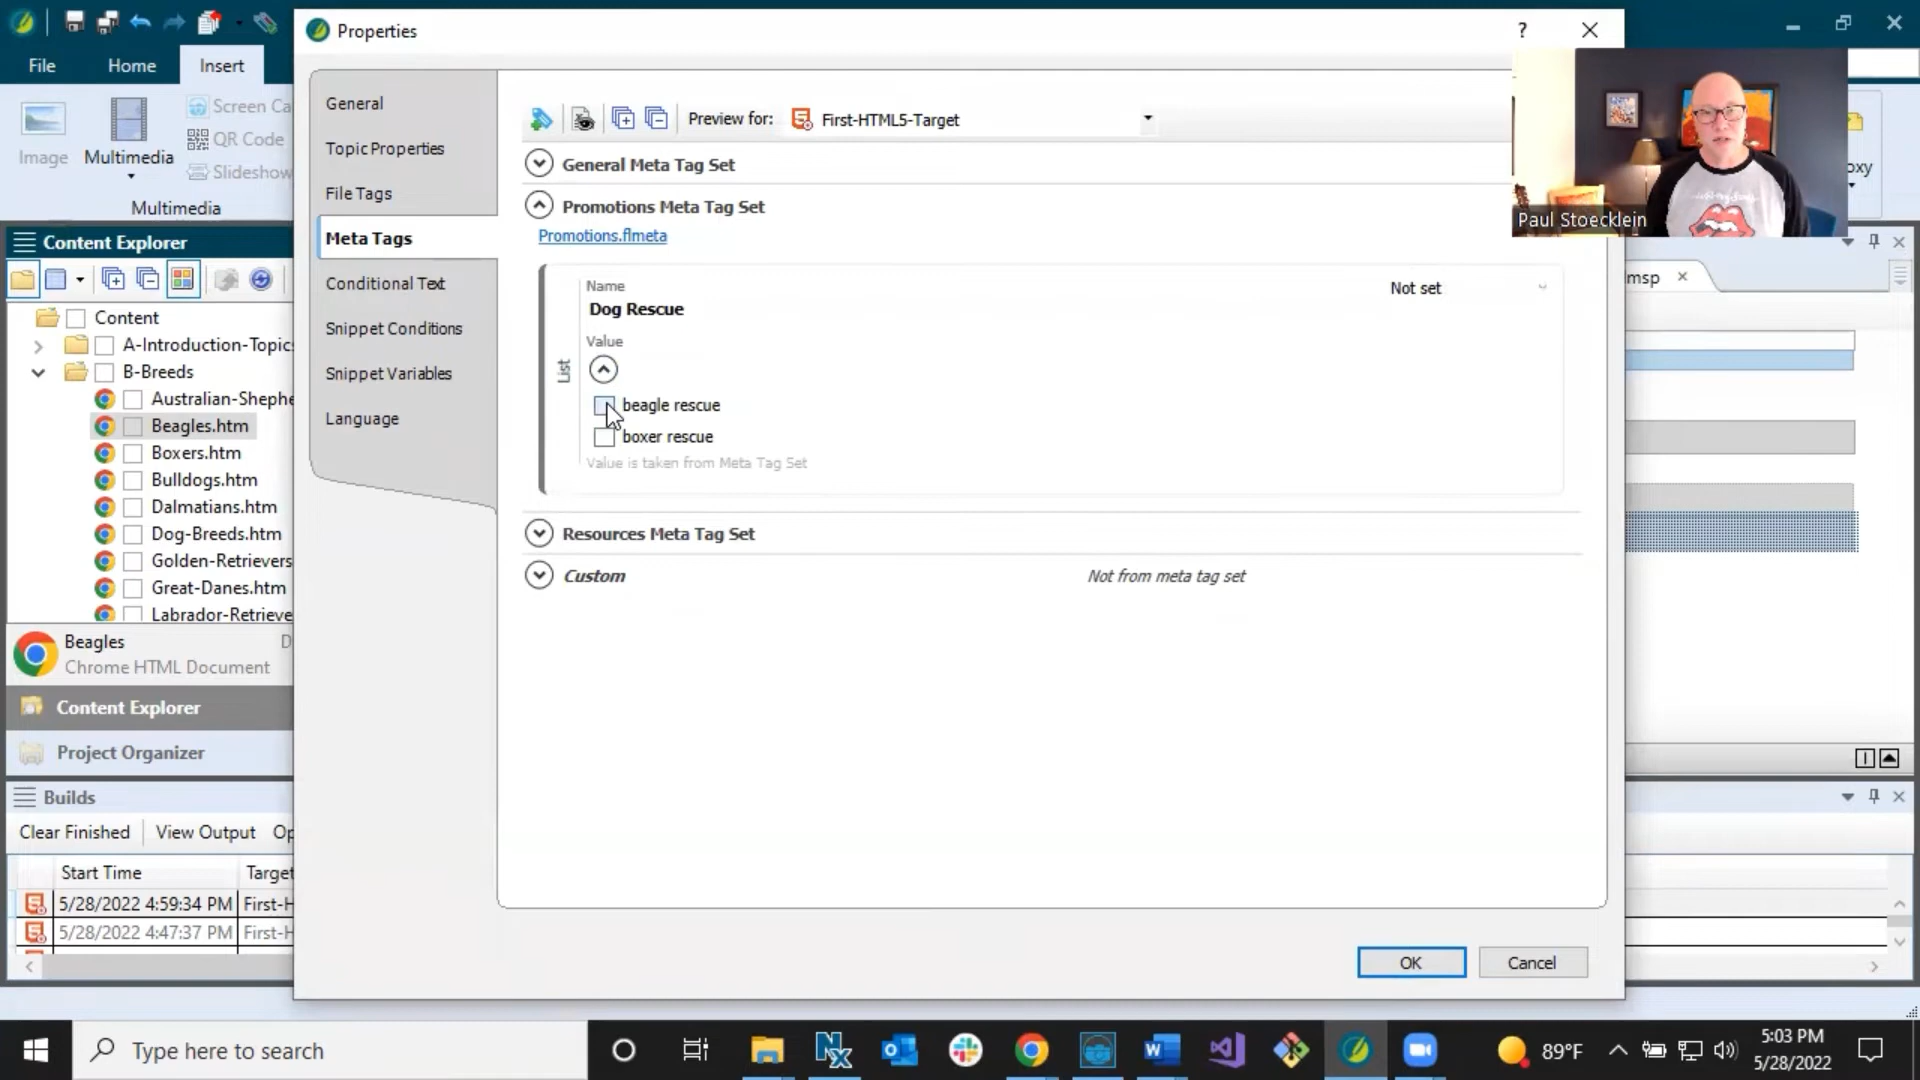 Properties
?
File
Home
Insert
Image
Multimedia
Screen Ca
QR Code
Slideshow
Multimedia
Content Explorer
Content
A-Introduction-Topics
B-Breeds
Australian-Shephe
Beagles.htm
Boxers.htm
Bulldogs.htm
Dalmatians.htm
Dog-Breeds.htm
Golden-Retrievers
Great-Danes.htm
Labrador-Retrieve
Beagles
D
Chrome HTML Document
Content Explorer
Project Organizer
Builds
Clear Finished
View Output
Op
Start Time
Target
5/28/2022 4:59:34 PM
First-H
5/28/2022 4:47:37 PM
First-H
General
Topic Properties
File Tags
Meta Tags
Conditional Text
Snippet Conditions
Snippet Variables
Language
Preview for:
First-HTML5-Target
General Meta Tag Set
Promotions Meta Tag Set
Promotions.flmeta
List
Name
Dog Rescue
Not set
Value
beagle rescue
boxer rescue
Value is taken from Meta Tag Set
Resources Meta Tag Set
Custom
Not from meta tag set
OK
Cancel
Paul Stoecklein
oxy
lmsp
Type here to search
89°F
5:03 PM
5/28/2022